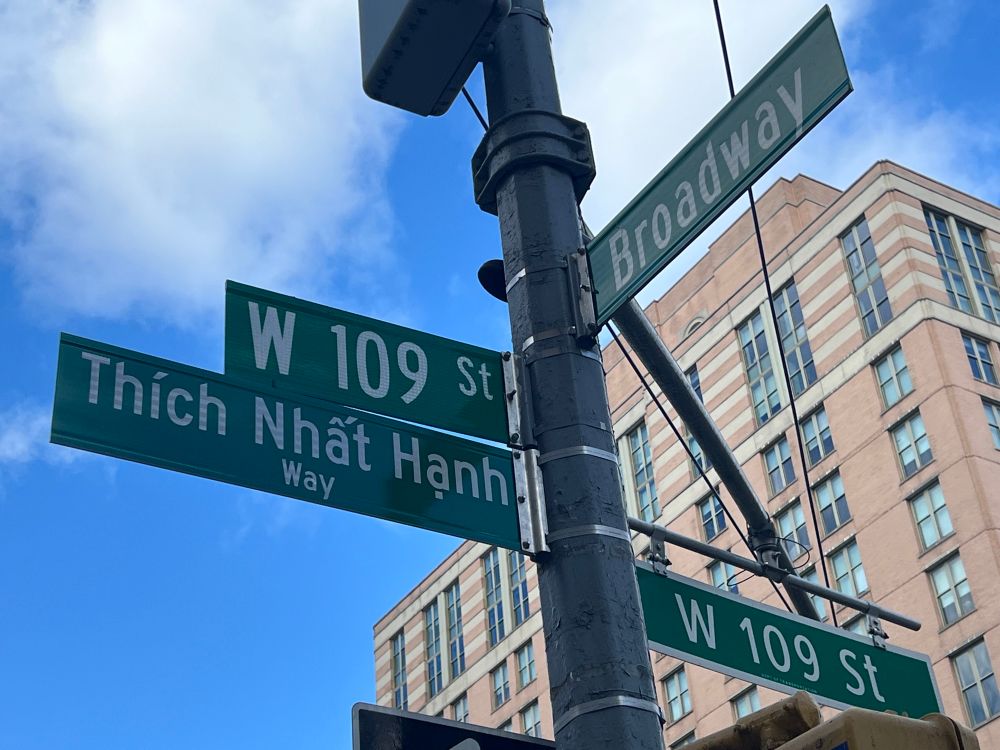 Broadway
W 109 St
Thích Nhất Hạnh
Way
W 109 St